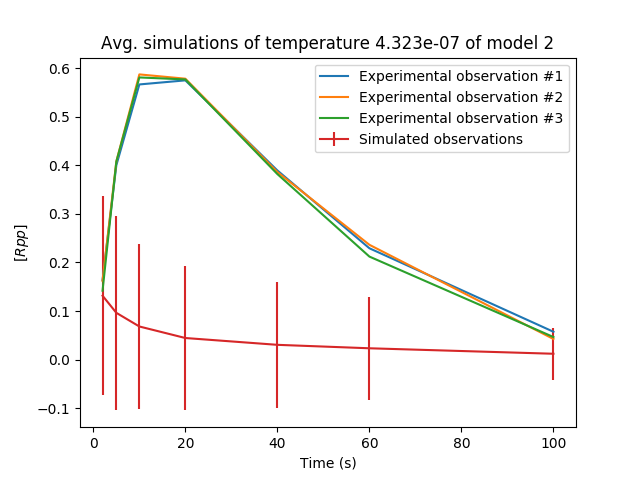 Avg. simulations of temperature 4.323e-07 of model 2
Experimental observation #1
Experimental observation #2
Experimental observation #3
Simulated observations
0.6
0.5
0.4
0.3
0.2
0.1
0.0
−0.1
[Rpp]
0
20
40
60
80
100
Time (s)